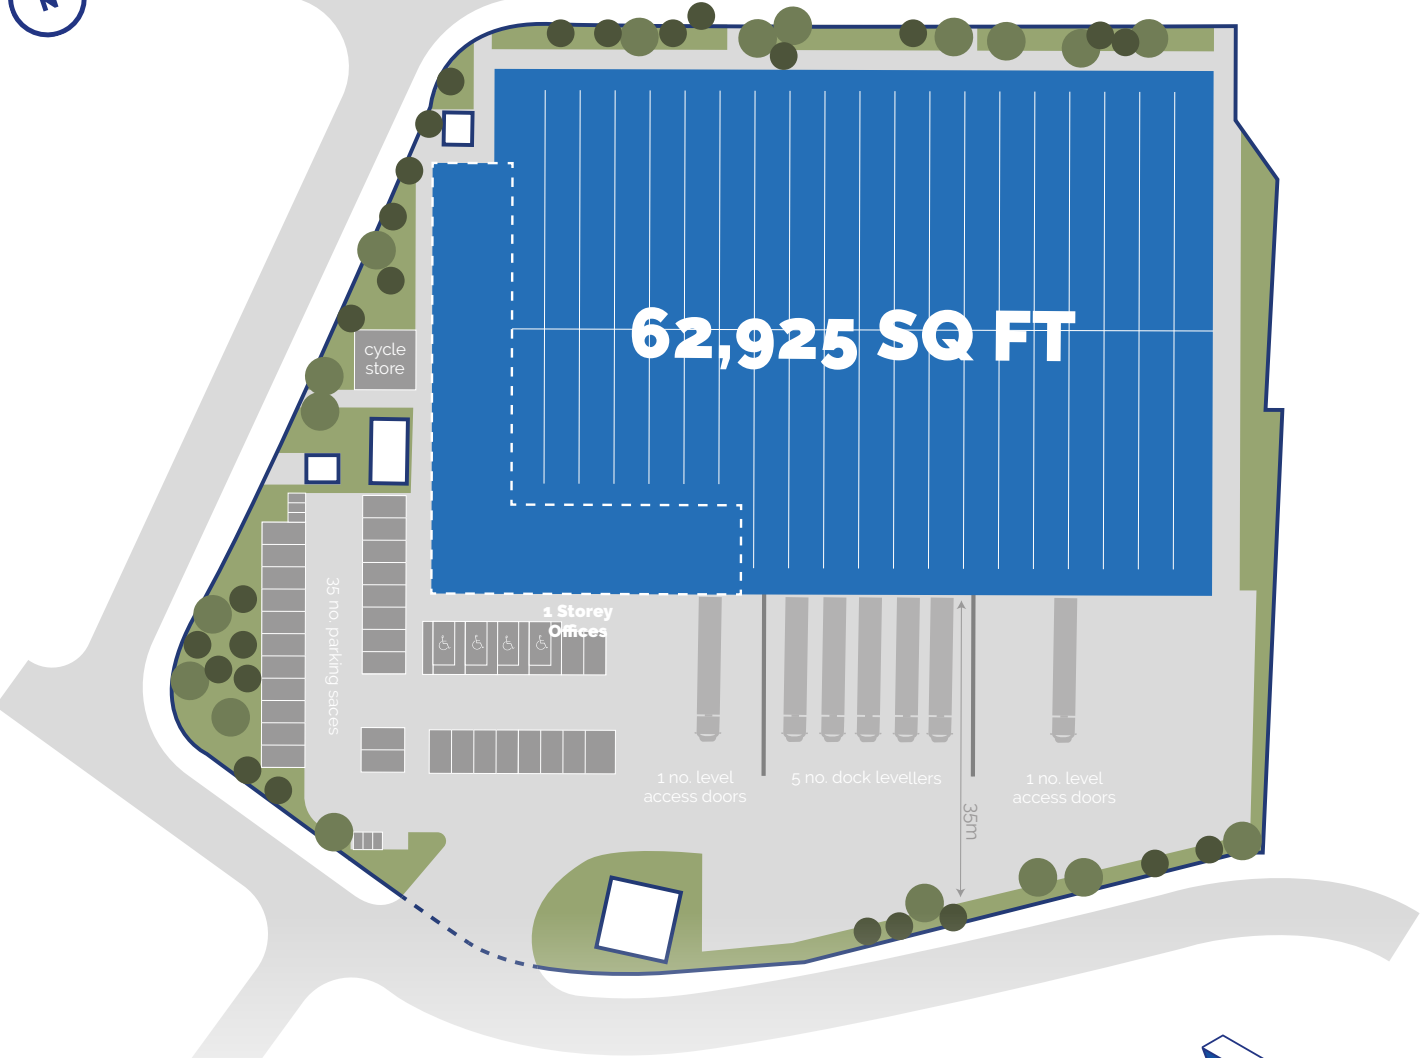 N
62,925 SQ FT
cycle
store
35 no. parking saces
1 Storey
Offices
1 no. level
access doors
5 no. dock levellers
1 no. level
access doors
35m